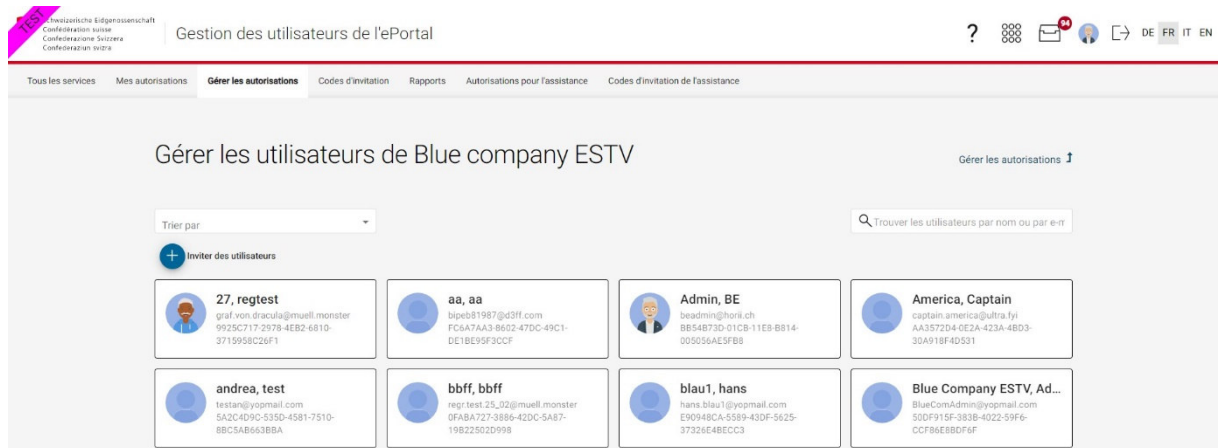 TEST
Schweizerische Eidgenossenschaft
Confédération suisse
Confederazione Svizzera
Confederaziun svizra
Gestion des utilisateurs de l'ePortal
? 94 DE FR IT EN
Tous les services Mes autorisations Gérer les autorisations Codes d'invitation Rapports Autorisations pour l'assistance Codes d'invitation de l'assistance
Gérer les utilisateurs de Blue company ESTV
Gérer les autorisations
Trier par
Trouver les utilisateurs par nom ou par e-m
Inviter des utilisateurs
27, regtest
graf.von.dracula@muell.monster
9925C717-2978-4EB2-6810-
3715958C26F1
aa, aa
bipeb81987@d3ff.com
FC6A7AA3-8602-47DC-49C1-
DE1BE95F3CCF
Admin, BE
beadmin@horii.ch
BB54B73D-01CB-11E8-B814-
005056AE5FB8
America, Captain
captain.america@ultra.fyi
AA3572D4-0E2A-423A-4BD3-
30A918F4D531
andrea, test
testan@yopmail.com
5A2C4D9C-535D-4581-7510-
8BC5AB663BBA
bbff, bbff
regr.test.25_02@muell.monster
0FABA727-3886-42DC-5A87-
19B22502D998
blau1, hans
hans.blau1@yopmail.com
E90948CA-5589-43DF-5625-
37326E4BECC3
Blue Company ESTV, Ad...
BlueComAdmin@yopmail.com
50DF915F-383B-4022-59F6-
CCF86E8BDF6F